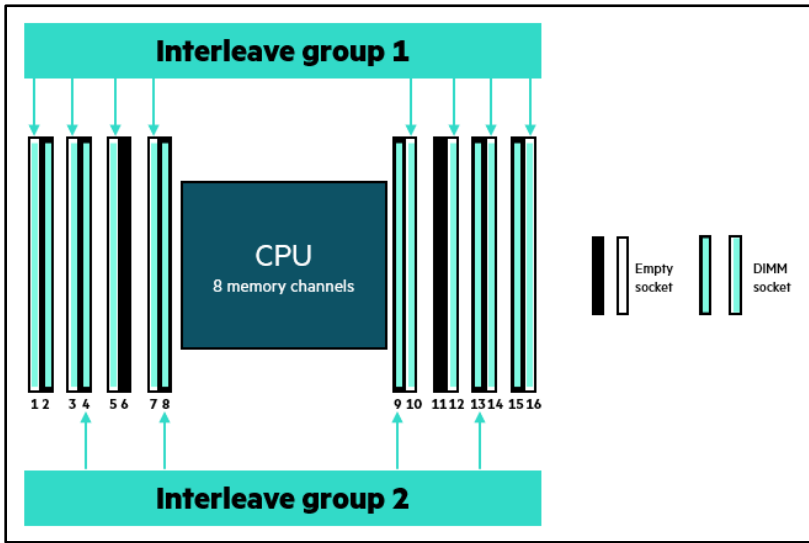 Interleave group 1
CPU
8 memory channels
Empty
socket
DIMM
socket
1 2 3 4 5 6 7 8 9 10 11 12 13 14 15 16
Interleave group 2